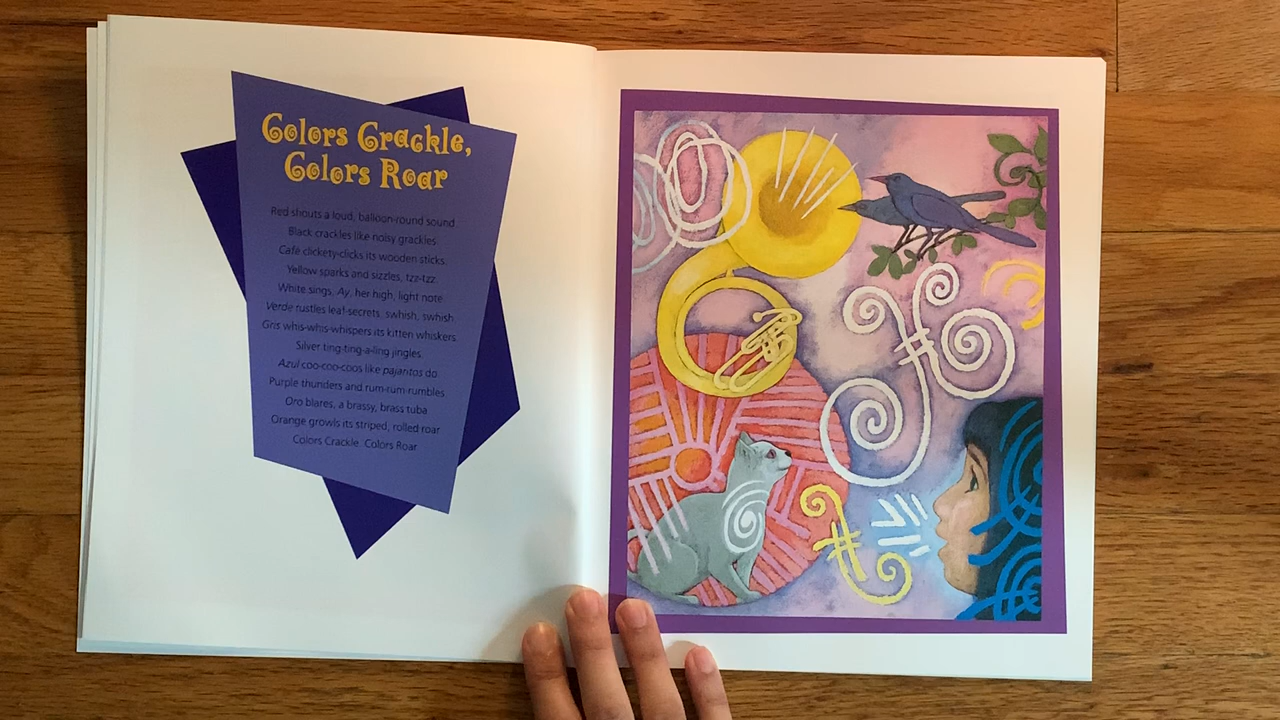 Colors Crackle,
Colors Roar
Red shouts a loud, balloon-round sound.
Black crackles like noisy grackles.
Café clickety-clicks its wooden sticks.
Yellow sparks and sizzles, tzz-tzz.
White sings, Ay, her high, light note.
Verde rustles leaf-secrets, swish, swish.
Gris whis-whis-whispers its kitten whiskers.
Silver ting-ting-a-ling jingles.
Azul coo-coo-coos like pajaritos do.
Purple thunders and rum-rum-rumbles.
Oro blares, a brassy, brass tuba.
Orange growls its striped, rolled roar.
Colors Crackle. Colors Roar.